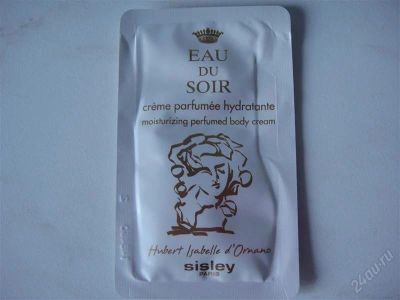 EAU
DU
SOIR
crème parfumée hydratante
moisturizing perfumed body cream
Hubert Isabelle d'Ornano
sisley
PARIS
24au.ru